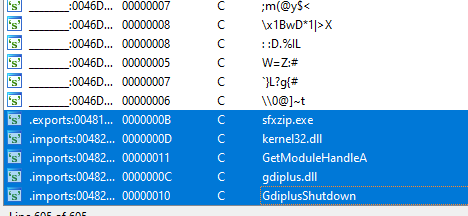 _______:0046D... 00000007 C ;m(@y$<
_______:0046D... 00000008 C \x1BwD*1|>X
_______:0046D... 00000008 C : :D.%lL
_______:0046D... 00000005 C W=Z:#
_______:0046D... 00000007 C `}L?g{#
_______:0046D... 00000006 C \\0@]~t
.exports:00481... 0000000B C sfxzip.exe
.imports:00482... 0000000D C kernel32.dll
.imports:00482... 00000011 C GetModuleHandleA
.imports:00482... 0000000C C gdiplus.dll
.imports:00482... 00000010 C GdiplusShutdown
Line 605 of 605